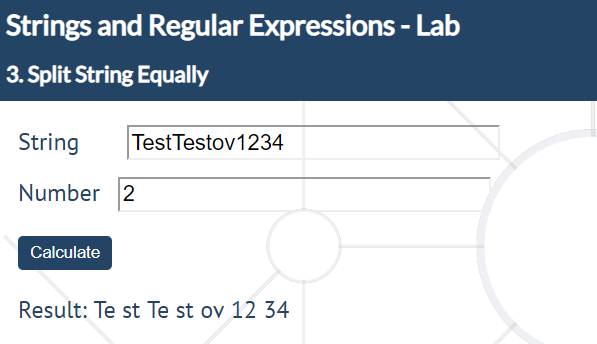 Strings and Regular Expressions - Lab
3. Split String Equally
String TestTestov1234
Number 2
Calculate
Result: Te st Te st ov 12 34